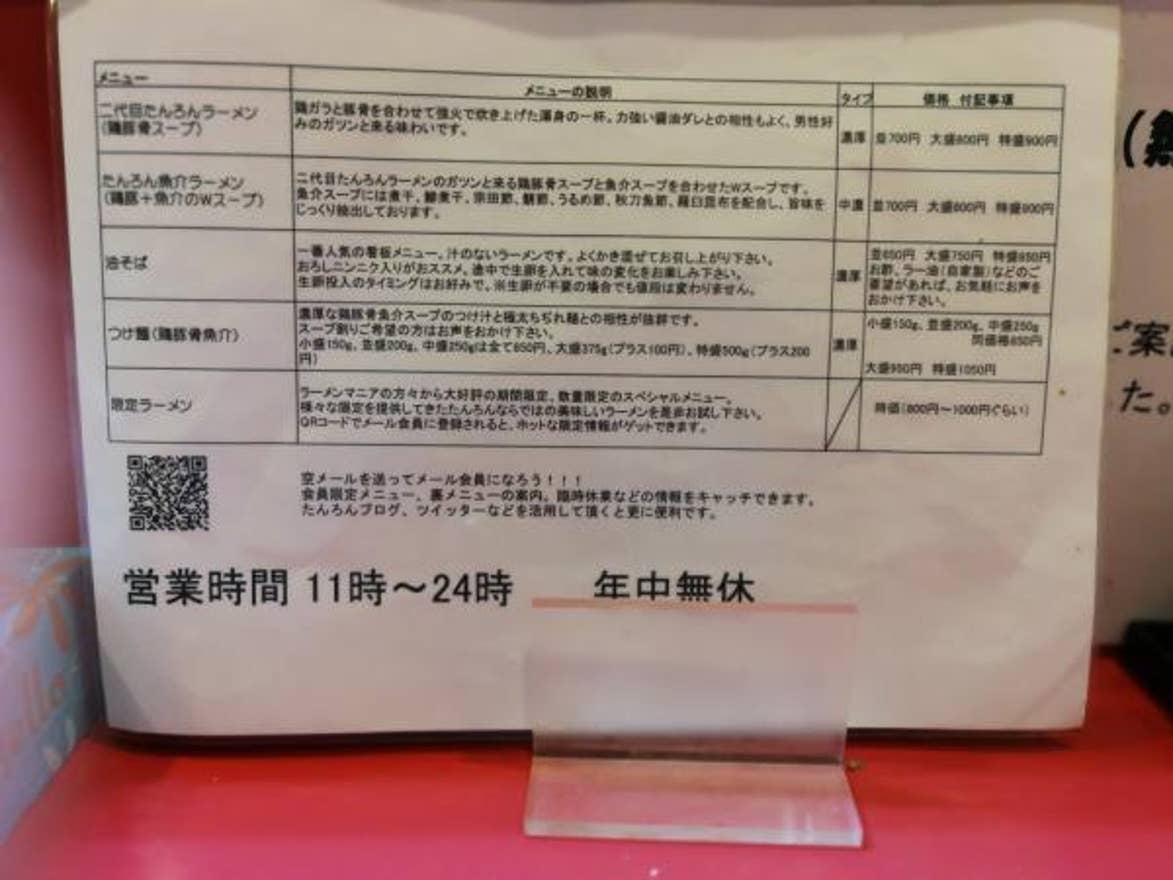 メニュー
メニューの説明
タイプ
価格 付記事項
二代目たんろんラーメン
(鶏豚骨スープ)
鶏ガラと豚骨を合わせて強火で炊き上げた渾身の一杯。力強い醤油ダレとの相性もよく、男性好
みのガツンと来る味わいです。
濃厚
並700円 大盛800円 特盛900円
たんろん魚介ラーメン
(鶏豚+魚介のWスープ)
二代目たんろんラーメンのガツンと来る鶏豚骨スープと魚介スープを合わせたWスープです。
魚介スープには煮干、鯵煮干、宗田節、鯖節、うるめ節、秋刀魚節、羅臼昆布を配合し、旨味を
じっくり抽出しております。
中濃
並700円 大盛800円 特盛900円
油そば
一番人気の看板メニュー。汁のないラーメンです。よくかき混ぜてお召し上がり下さい。
おろしニンニク入りがおススメ。途中で生卵を入れて味の変化をお楽しみ下さい。
生卵投入のタイミングはお好みで。※生卵が不要の場合でも値段は変わりません。
濃厚
並650円 大盛750円 特盛850円
お酢、ラー油(自家製)などのご
要望があれば、お気軽にお声を
おかけ下さい。
つけ麺(鶏豚骨魚介)
濃厚な鶏豚骨魚介スープのつけ汁と極太ちぢれ麺との相性が抜群です。
スープ割りご希望の方はお声をおかけ下さい。
小盛150g、並盛200g、中盛250gは全て850円、大盛375g(プラス100円)、特盛500g(プラス200
円)
濃厚
小盛150g、並盛200g、中盛250g
同価格850円
大盛950円 特盛1050円
限定ラーメン
ラーメンマニアの方々から大好評の期間限定、数量限定のスペシャルメニュー。
様々な限定を提供してきたたんろんならではの美味しいラーメンを是非お試し下さい。
QRコードでメール会員に登録されると、ホットな限定情報がゲットできます。
時価(800円~1000円ぐらい)
空メールを送ってメール会員になろう!!!
会員限定メニュー、裏メニューの案内、臨時休業などの情報をキャッチできます。
たんろんブログ、ツイッターなどを活用して頂くと更に便利です。
営業時間 11時~24時 年中無休
た。